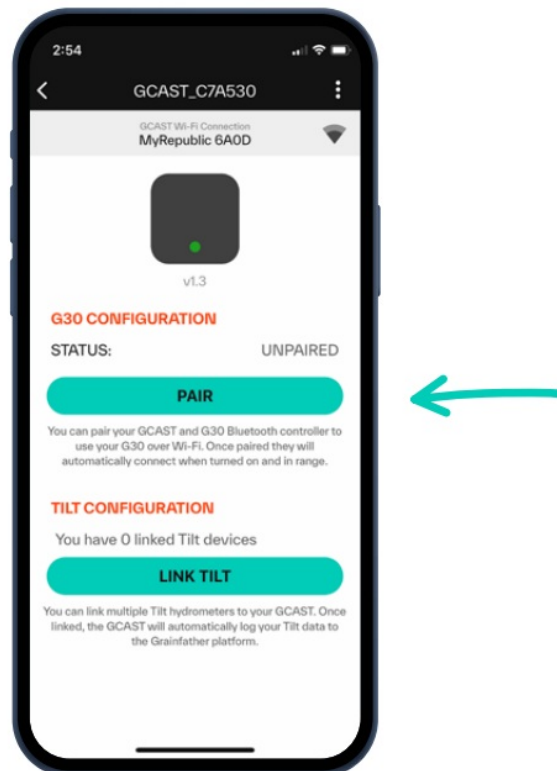 2:54
GCAST_C7A530
GCAST Wi-Fi Connection
MyRepublic 6A0D
v1.3
G30 CONFIGURATION
STATUS: UNPAIRED
PAIR
You can pair your GCAST and G30 Bluetooth controller to
use your G30 over Wi-Fi. Once paired they will
automatically connect when turned on and in range.
TILT CONFIGURATION
You have 0 linked Tilt devices
LINK TILT
You can link multiple Tilt hydrometers to your GCAST. Once
linked, the GCAST will automatically log your Tilt data to
the Grainfather platform.